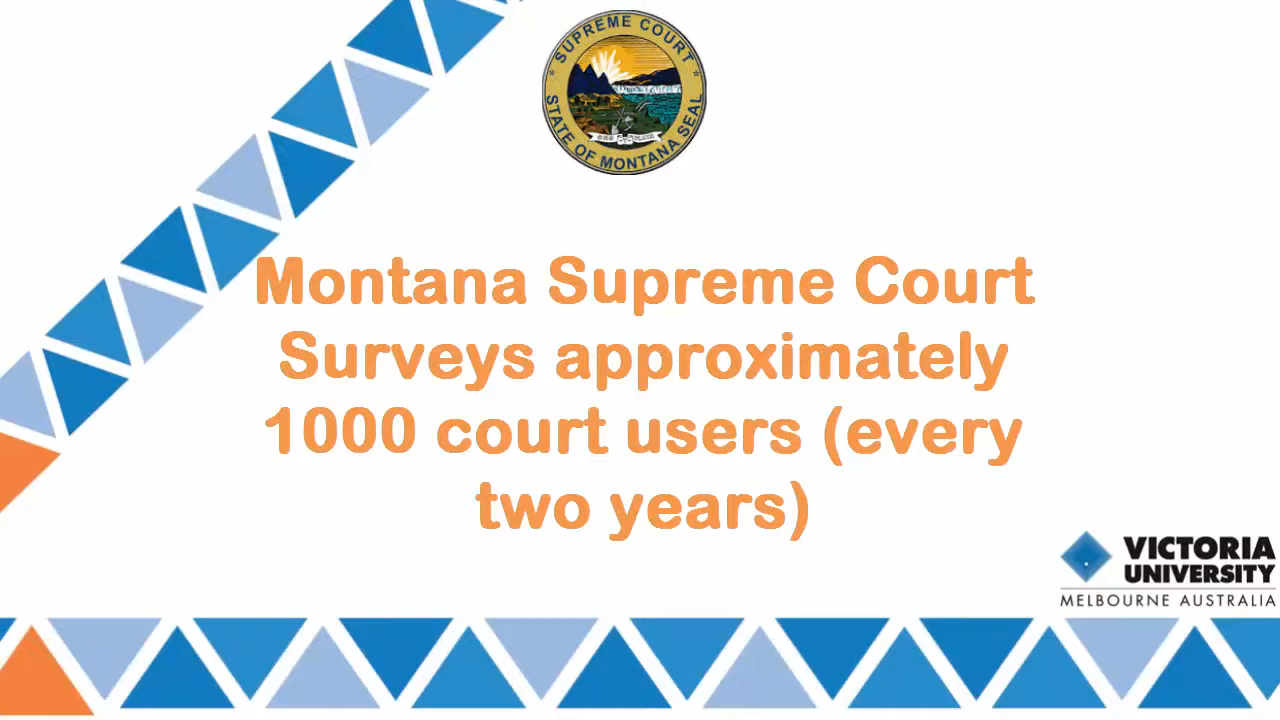 SUPREME COURT
STATE OF MONTANA SEAL
Montana Supreme Court
Surveys approximately
1000 court users (every
two years)
VICTORIA
UNIVERSITY
MELBOURNE AUSTRALIA